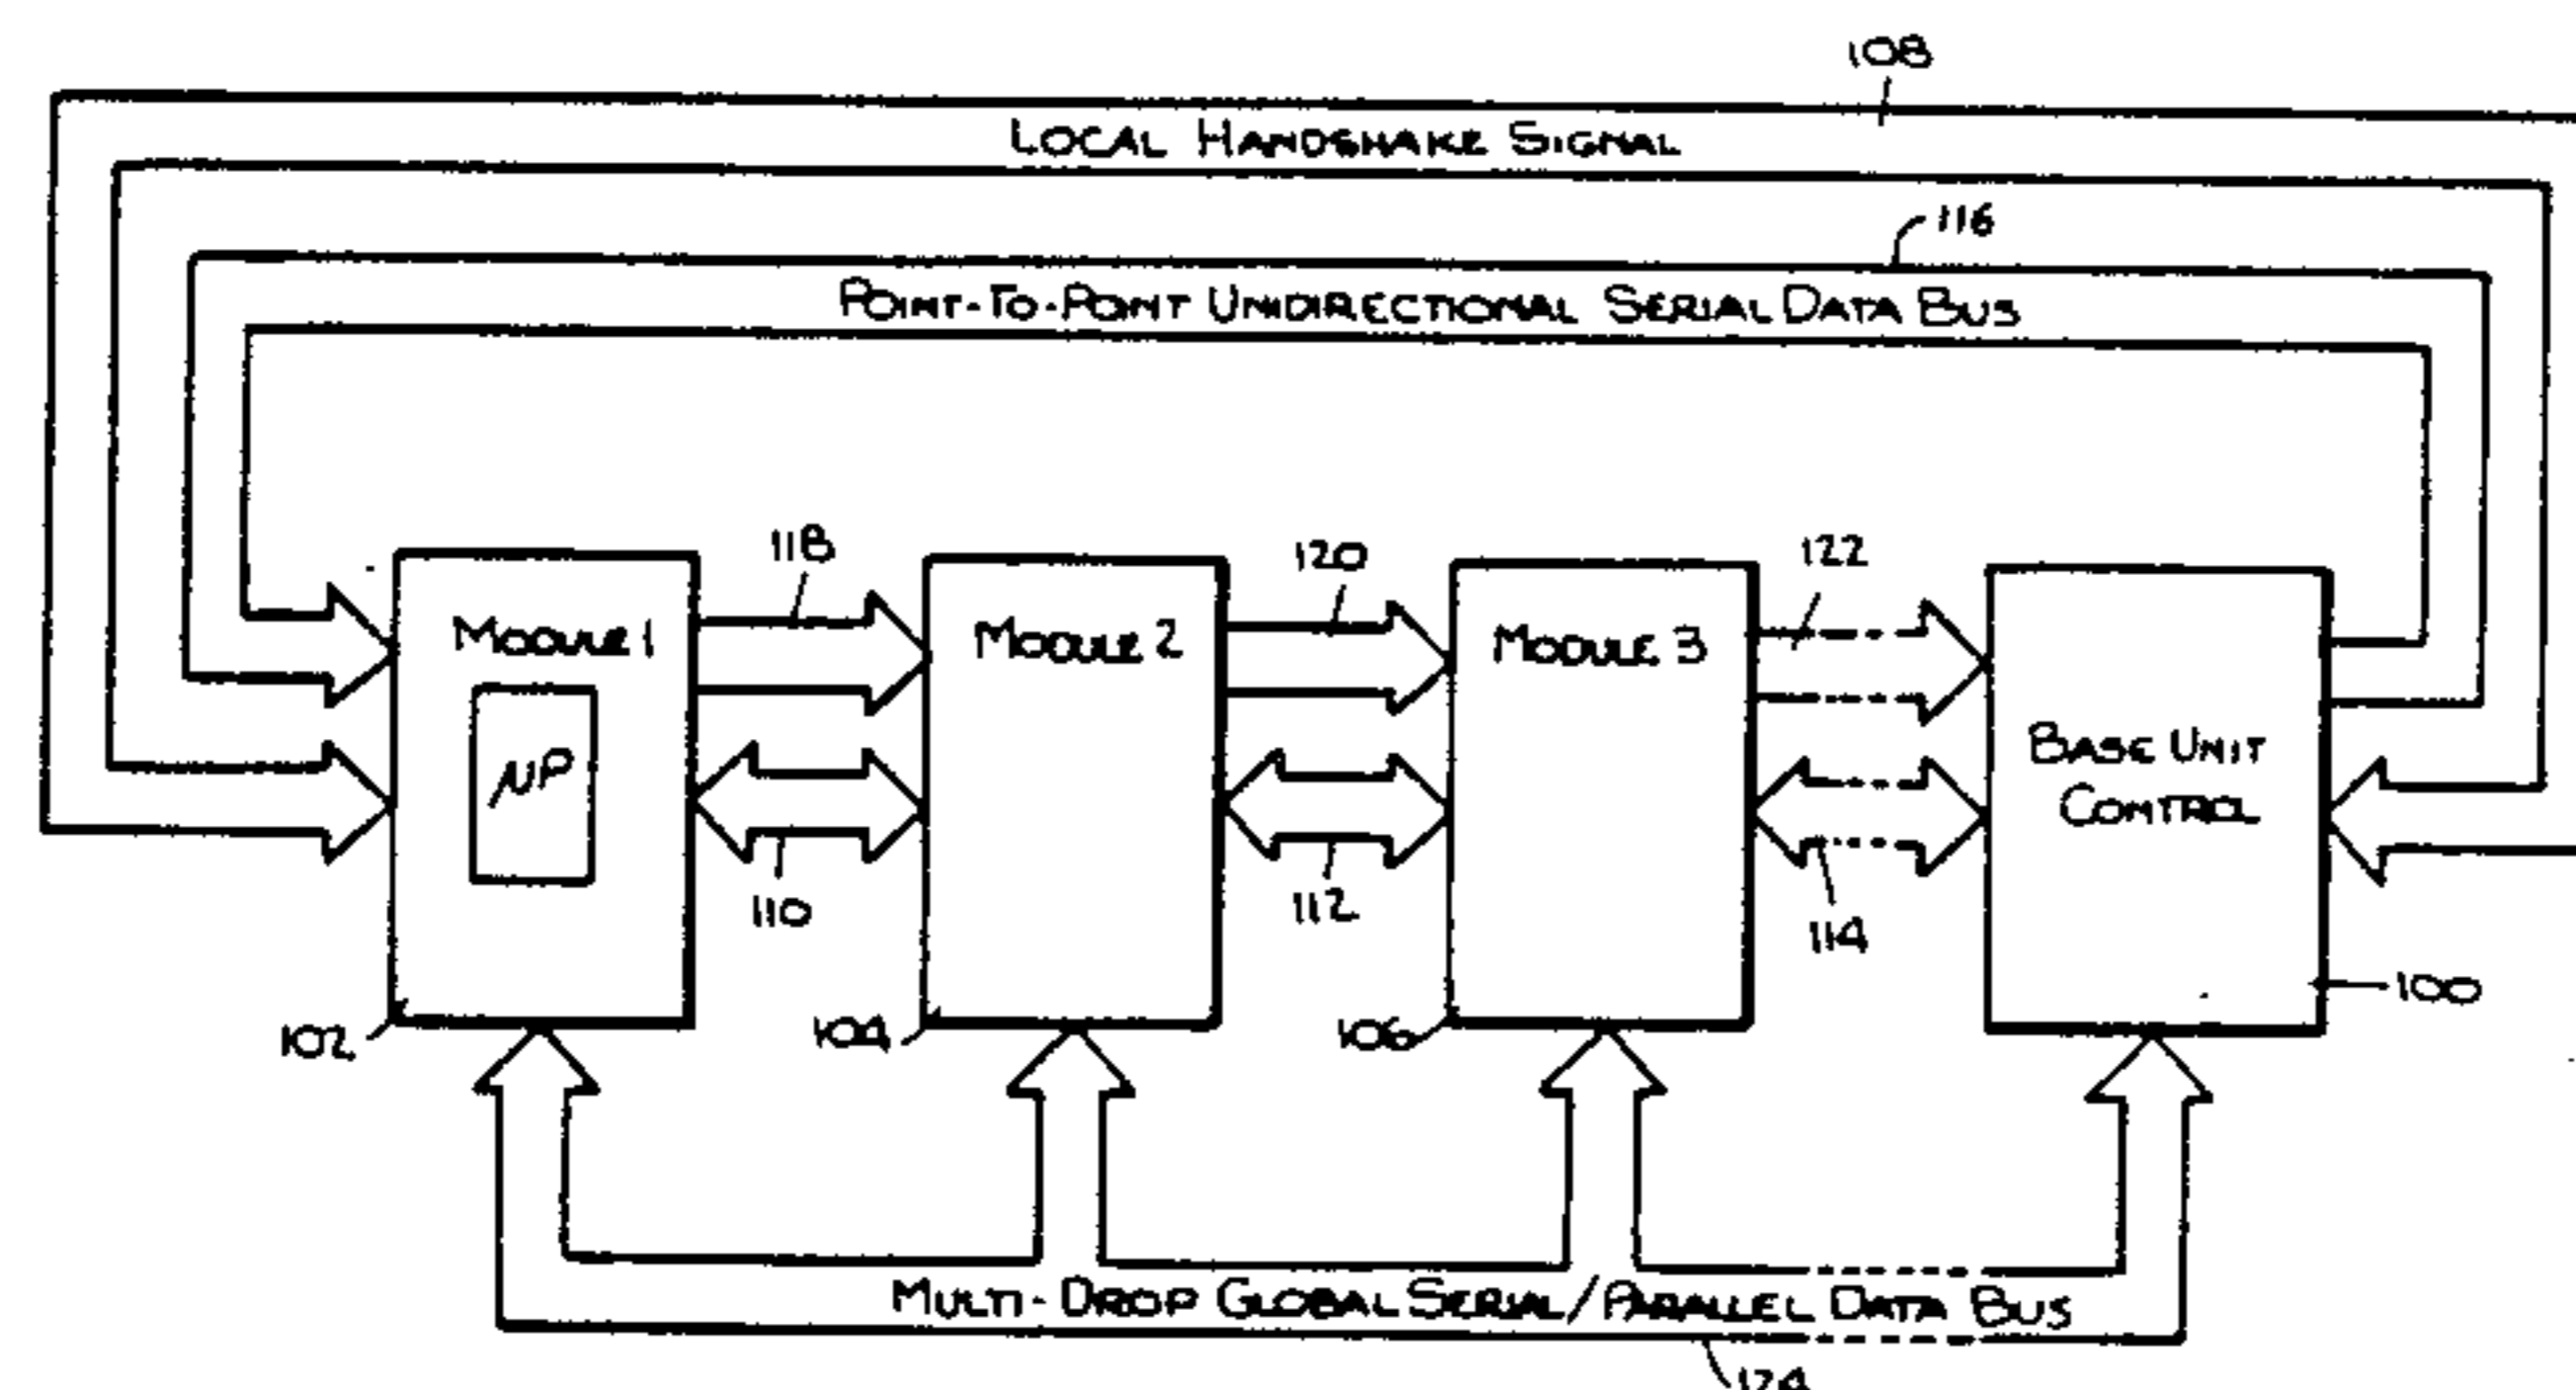 108
LOCAL HANDSHAKE SIGNAL
116
POINT-TO-POINT UNIDIRECTIONAL SERIAL DATA BUS
118
120
122
MODULE 1
MODULE 2
MODULE 3
μP
BASE UNIT
CONTROL
110
112
114
100
102
104
106
MULTI-DROP GLOBAL SERIAL/PARALLEL DATA BUS
124